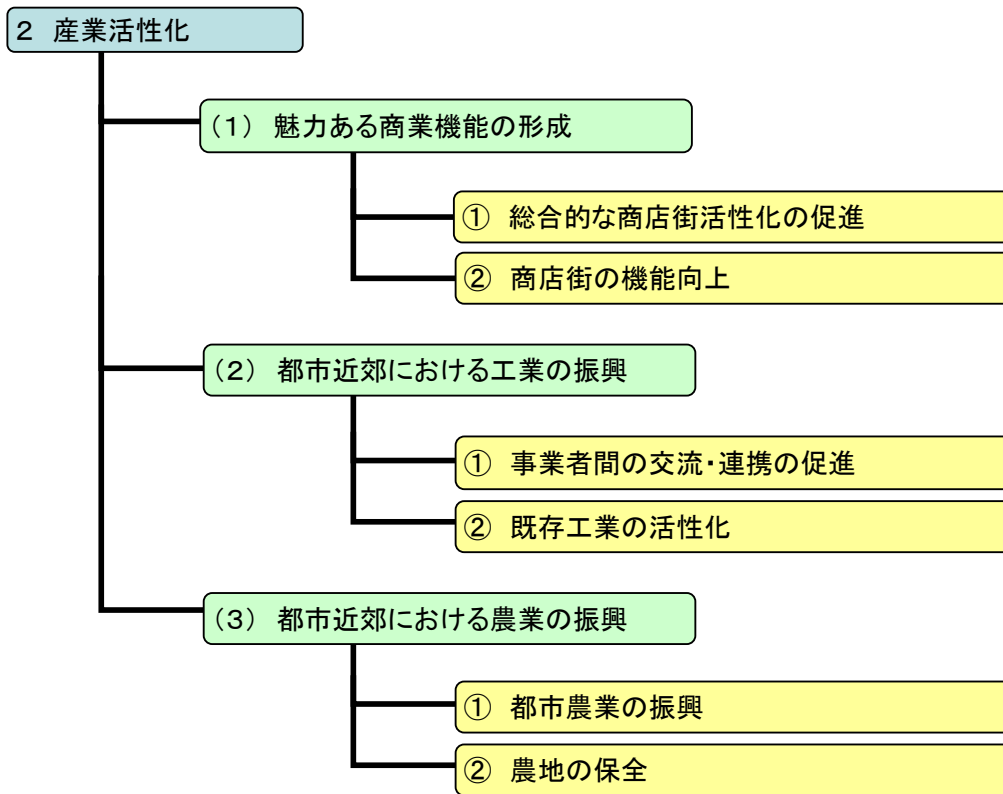 2 産業活性化
(1) 魅力ある商業機能の形成
① 総合的な商店街活性化の促進
② 商店街の機能向上
(2) 都市近郊における工業の振興
① 事業者間の交流・連携の促進
② 既存工業の活性化
(3) 都市近郊における農業の振興
① 都市農業の振興
② 農地の保全